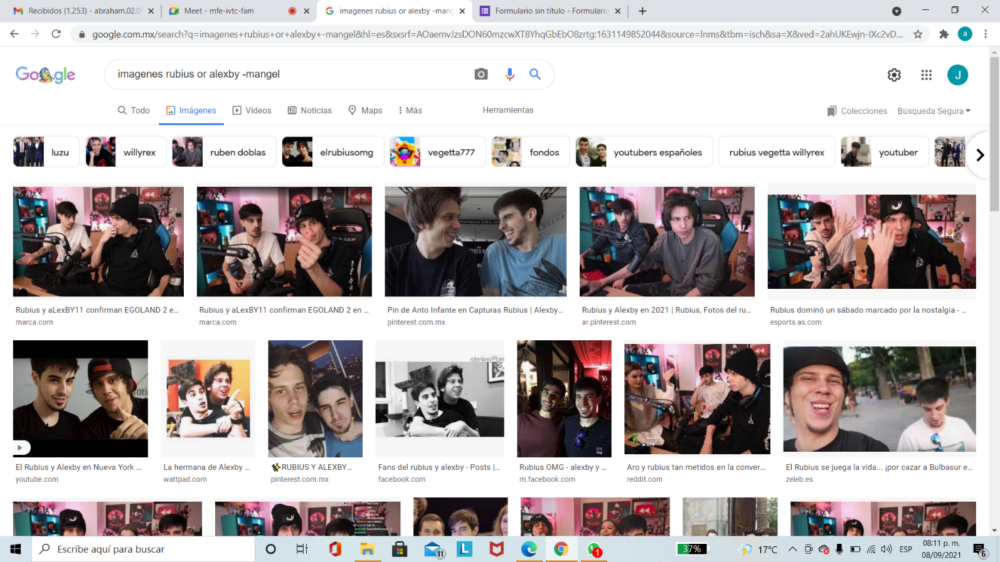 Recibidos (1.253) - abraham.02.0
Meet - mfe-ivtc-fam
imagenes rubius or alexby -mang
Formulario sin título - Formulario
google.com.mx/search?q=imagenes+rubius+or+alexby+-mangel&hl=es&sxsrf=AOaemvJzsDON60mzcwXT8YhqGbEbO8zrtg:1631149852044&source=lnms&tbm=isch&sa=X&ved=2ahUKEwjn-IXc2vD...
a
Google
imagenes rubius or alexby -mangel
J
Todo
Imágenes
Vídeos
Noticias
Maps
Más
Herramientas
Colecciones
Búsqueda Segura
luzu
willyrex
ruben doblas
elrubiusomg
vegetta777
fondos
youtubers españoles
rubius vegetta willyrex
youtuber
Rubius y aLexBY11 confirman EGOLAND 2 e...
marca.com
Rubius y aLexBY11 confirman EGOLAND 2 en ...
marca.com
Pin de Anto Infante en Capturas Rubius | Alexby...
pinterest.com.mx
Rubius y Alexby en 2021 | Rubius, Fotos del ru...
ar.pinterest.com
Rubius dominó un sábado marcado por la nostalgia - ...
esports.as.com
El Rubius y Alexby en Nueva York ...
youtube.com
La hermana de Alexby ...
wattpad.com
RUBIUS Y ALEXBY...
pinterest.com.mx
Fans del rubius y alexby - Posts |...
facebook.com
Rubius OMG - alexby y ...
m.facebook.com
Aro y rubius tan metidos en la conver...
reddit.com
El Rubius se juega la vida... ¡por cazar a Bulbasur e...
zeleb.es
Escribe aquí para buscar
11
L
1
37%
17°C
ESP
08:11 p. m.
08/09/2021
6